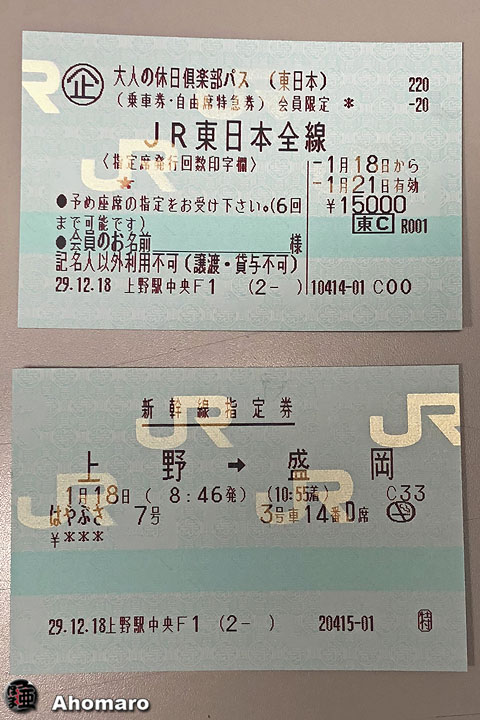 企 大人の休日倶楽部パス (東日本) 220
(乗車券・自由席特急券) 会員限定 * -20
JR東日本全線
〈指定席発行回数印字欄〉 -1月18日から
★ -1月21日有効
●予め座席の指定をお受け下さい。(6回 ¥15000
まで可能です) 東C R001
●会員のお名前 様
記名人以外利用不可(譲渡・貸与不可)
29.12.18 上野駅中央F1 (2- ) 10414-01 C00
JR
新幹線指定券
上野 → 盛岡
1月18日 ( 8:46発) (10:55着) C33
はやぶさ 7号 3号車14番D席
¥***
29.12.18上野駅中央F1 (2- ) 20415-01
Ahomaro